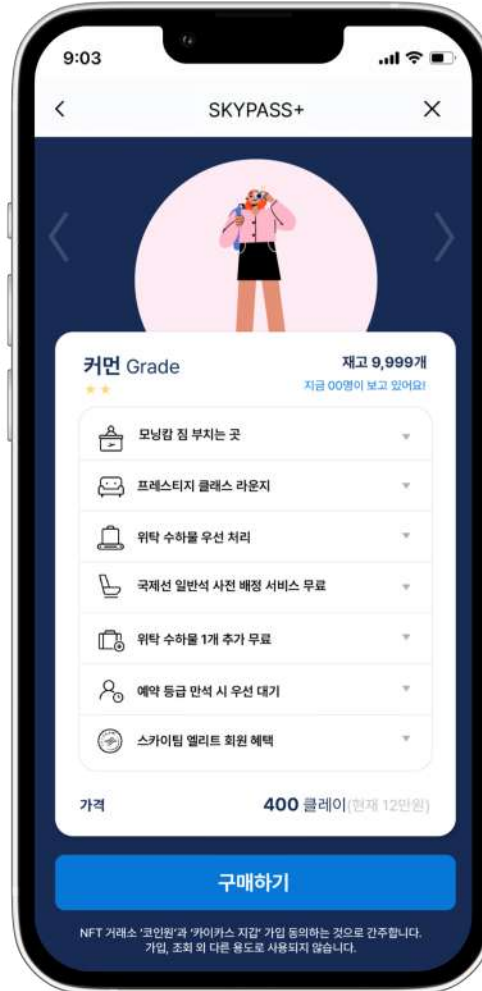 9:03
SKYPASS+
커먼 Grade
재고 9,999개
지금 00명이 보고 있어요!
모닝캄 짐 부치는 곳
프레스티지 클래스 라운지
위탁 수하물 우선 처리
국제선 일반석 사전 배정 서비스 무료
위탁 수하물 1개 추가 무료
예약 등급 만석 시 우선 대기
스카이팀 엘리트 회원 혜택
가격
400 클레이(현재 12만원)
구매하기
NFT 거래소 '코인원'과 '카이카스 지갑' 가입 동의하는 것으로 간주합니다.
가입, 조회 외 다른 용도로 사용되지 않습니다.